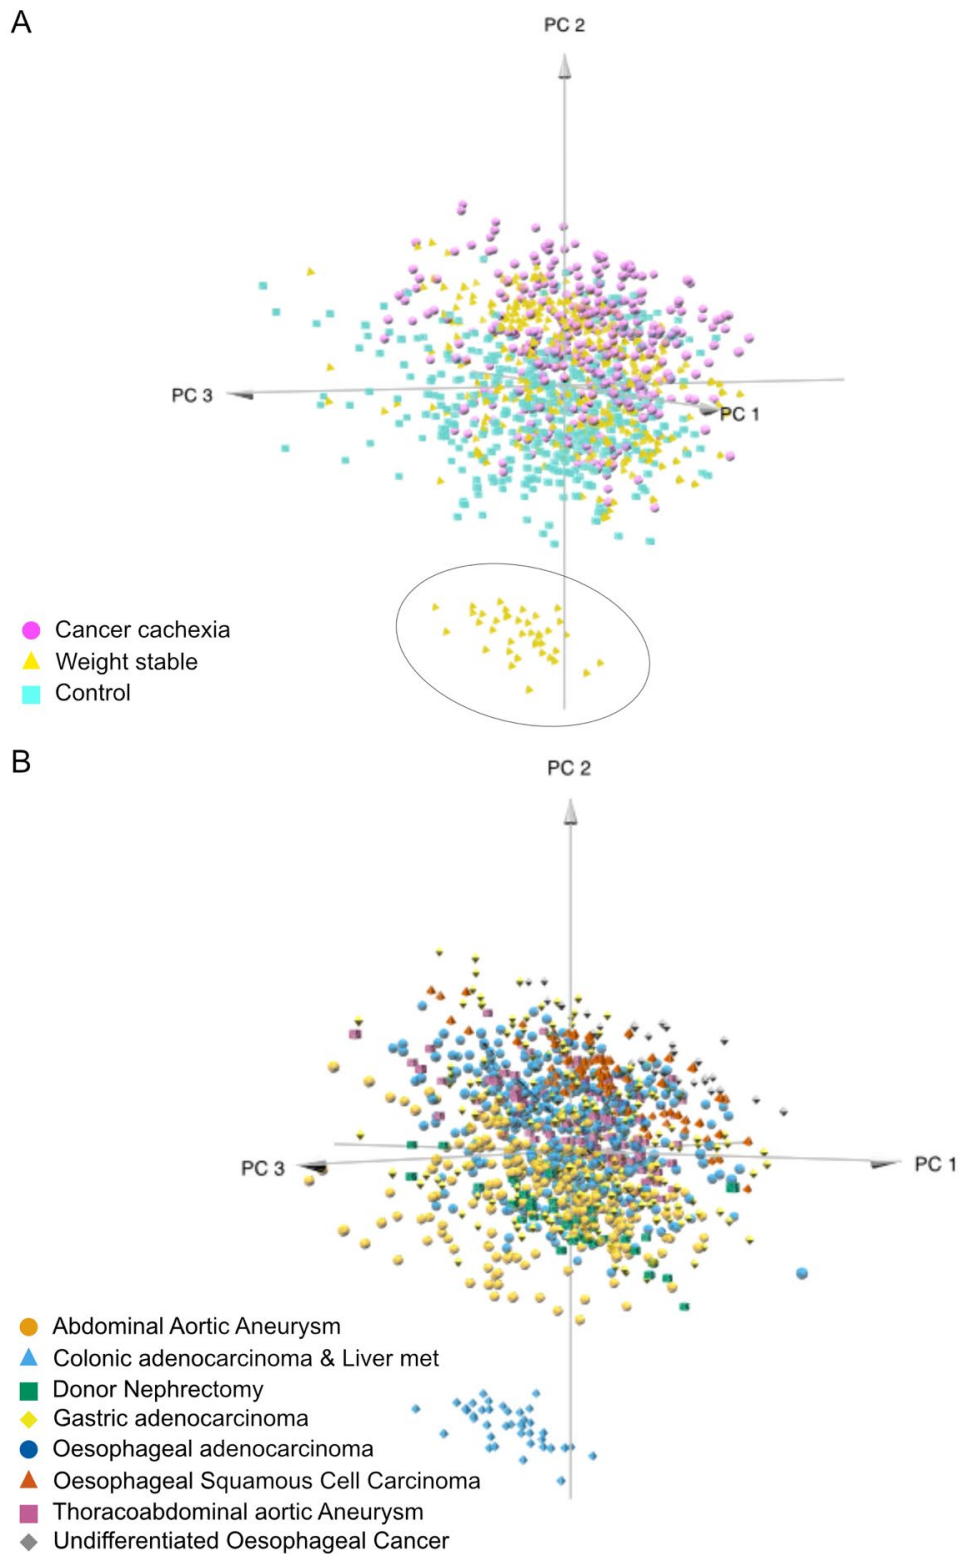 A
PC 2
PC 3
PC 1
Cancer cachexia
Weight stable
Control
B
PC 2
PC 3
PC 1
Abdominal Aortic Aneurysm
Colonic adenocarcinoma & Liver met
Donor Nephrectomy
Gastric adenocarcinoma
Oesophageal adenocarcinoma
Oesophageal Squamous Cell Carcinoma
Thoracoabdominal aortic Aneurysm
Undifferentiated Oesophageal Cancer